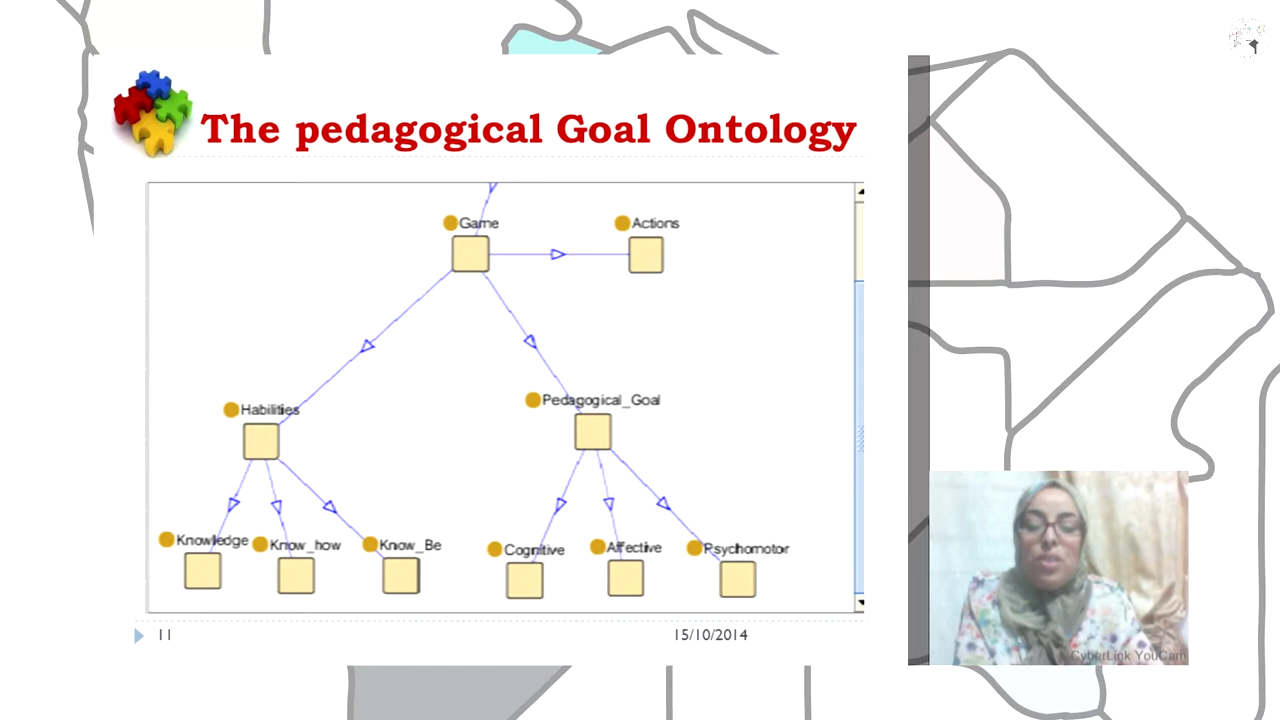 The pedagogical Goal Ontology
Game
Actions
Habilities
Pedagogical_Goal
Knowledge
Know_how
Know_Be
Cognitive
Affective
Psychomotor
11
15/10/2014
CyberLink YouCam